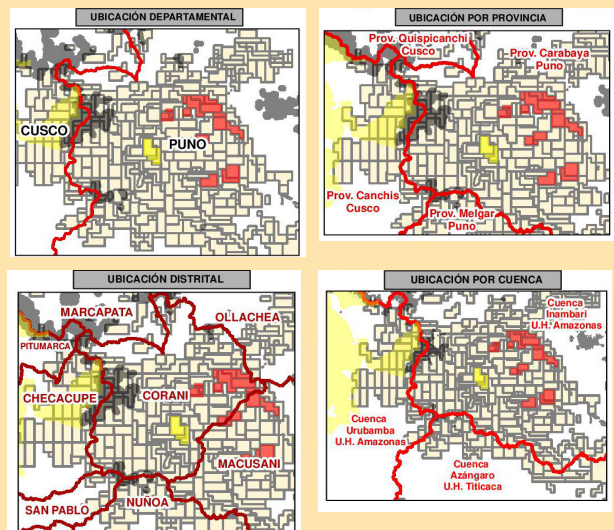 UBICACIÓN DEPARTAMENTAL
CUSCO
PUNO
UBICACIÓN POR PROVINCIA
Prov. Quispicanchi
Cusco
Prov. Carabaya
Puno
Prov. Canchis
Cusco
Prov. Melgar
Puno
UBICACIÓN DISTRITAL
MARCAPATA
OLLACHEA
PITUMARCA
CHECACUPE
CORANI
MACUSANI
NUÑOA
SAN PABLO
UBICACIÓN POR CUENCA
Cuenca
Inambari
U.H. Amazonas
Cuenca
Urubamba
U.H. Amazonas
Cuenca
Azángaro
U.H. Titicaca